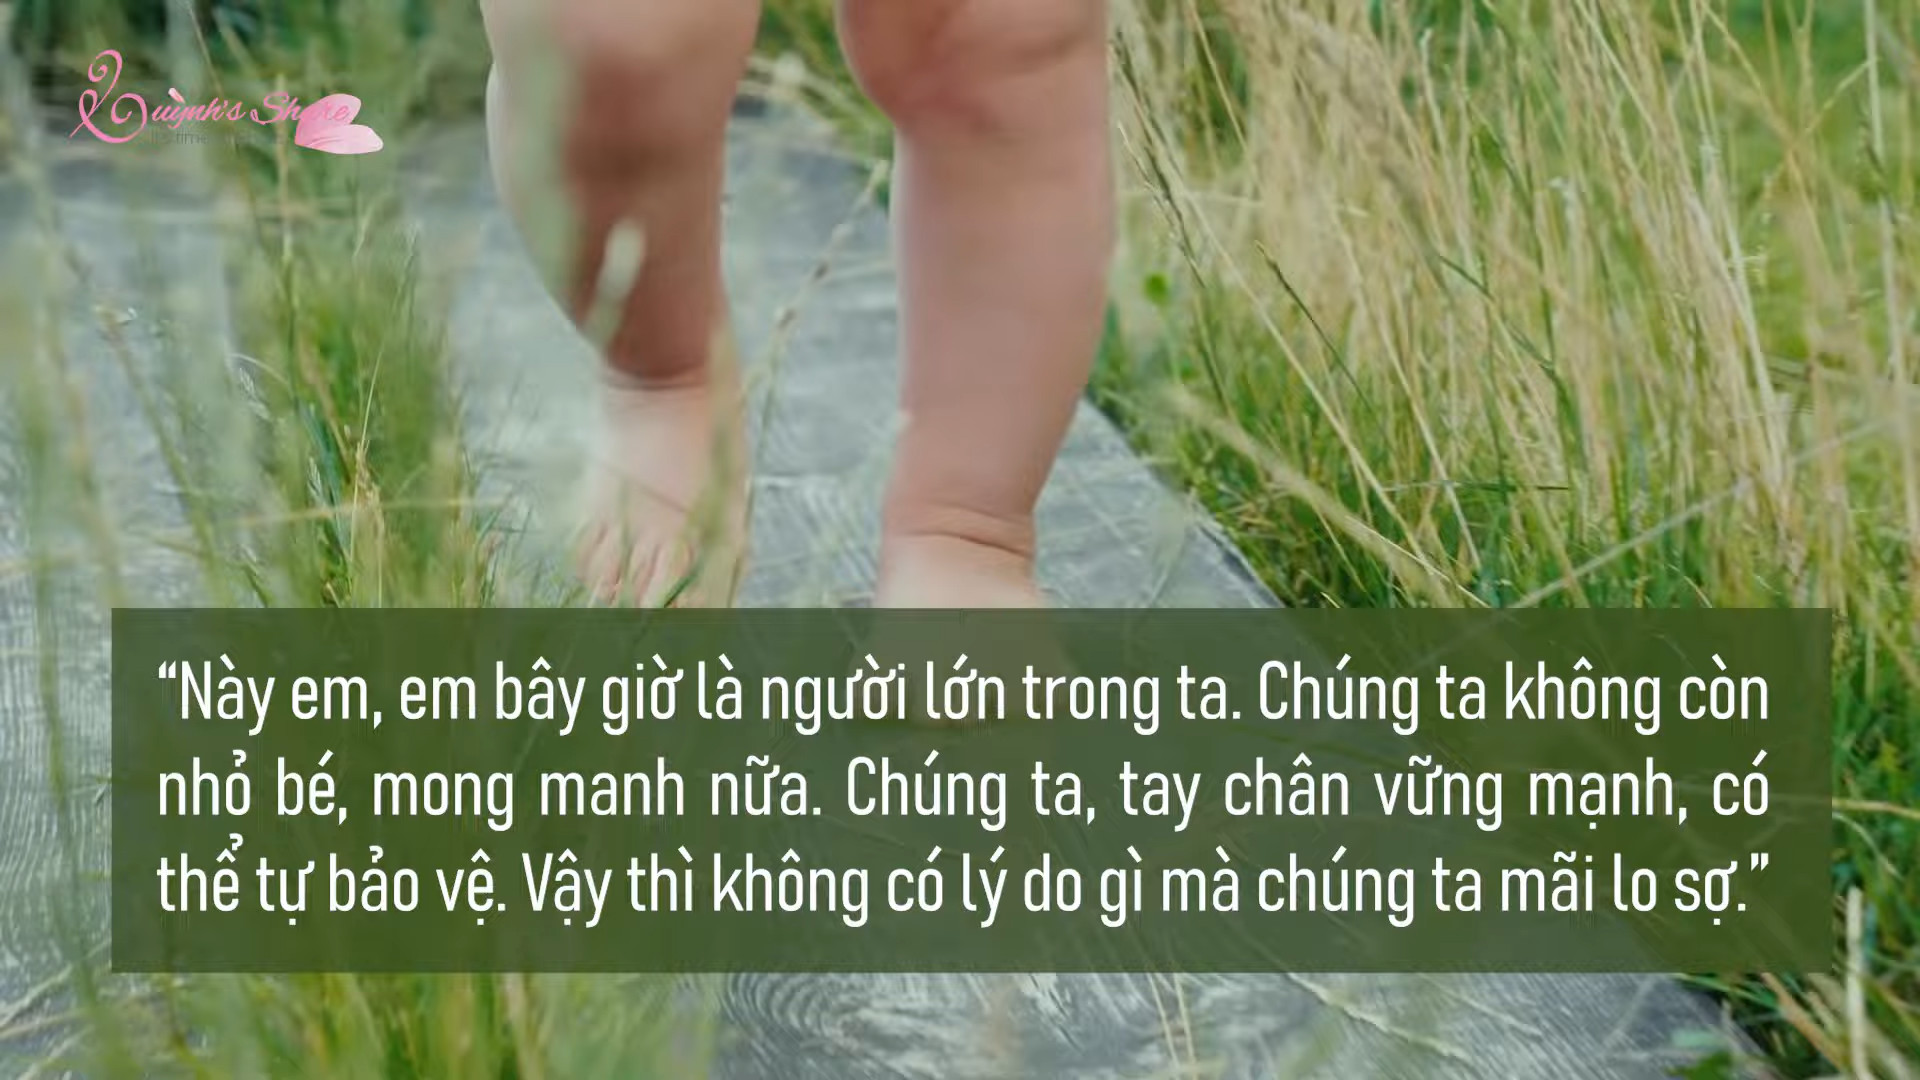 Quỳnh's Share
“Này em, em bây giờ là người lớn trong ta. Chúng ta không còn
nhỏ bé, mong manh nữa. Chúng ta, tay chân vững mạnh, có
thể tự bảo vệ. Vậy thì không có lý do gì mà chúng ta mãi lo sợ.”